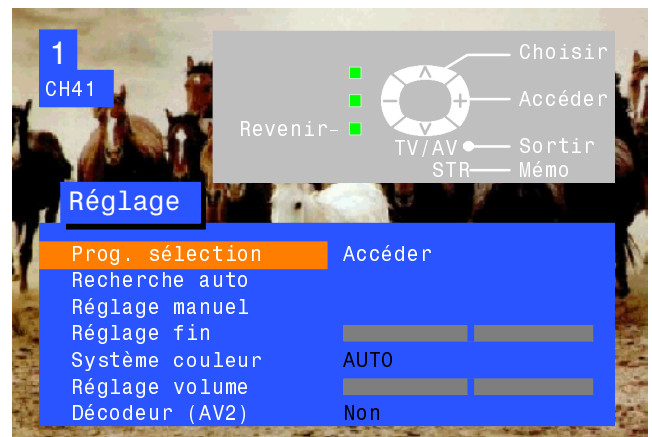 1
CH41
Choisir
Accéder
Revenir-
TV/AV Sortir
STR Mémo
Réglage
Prog. sélection Accéder
Recherche auto
Réglage manuel
Réglage fin
Système couleur AUTO
Réglage volume
Décodeur (AV2) Non